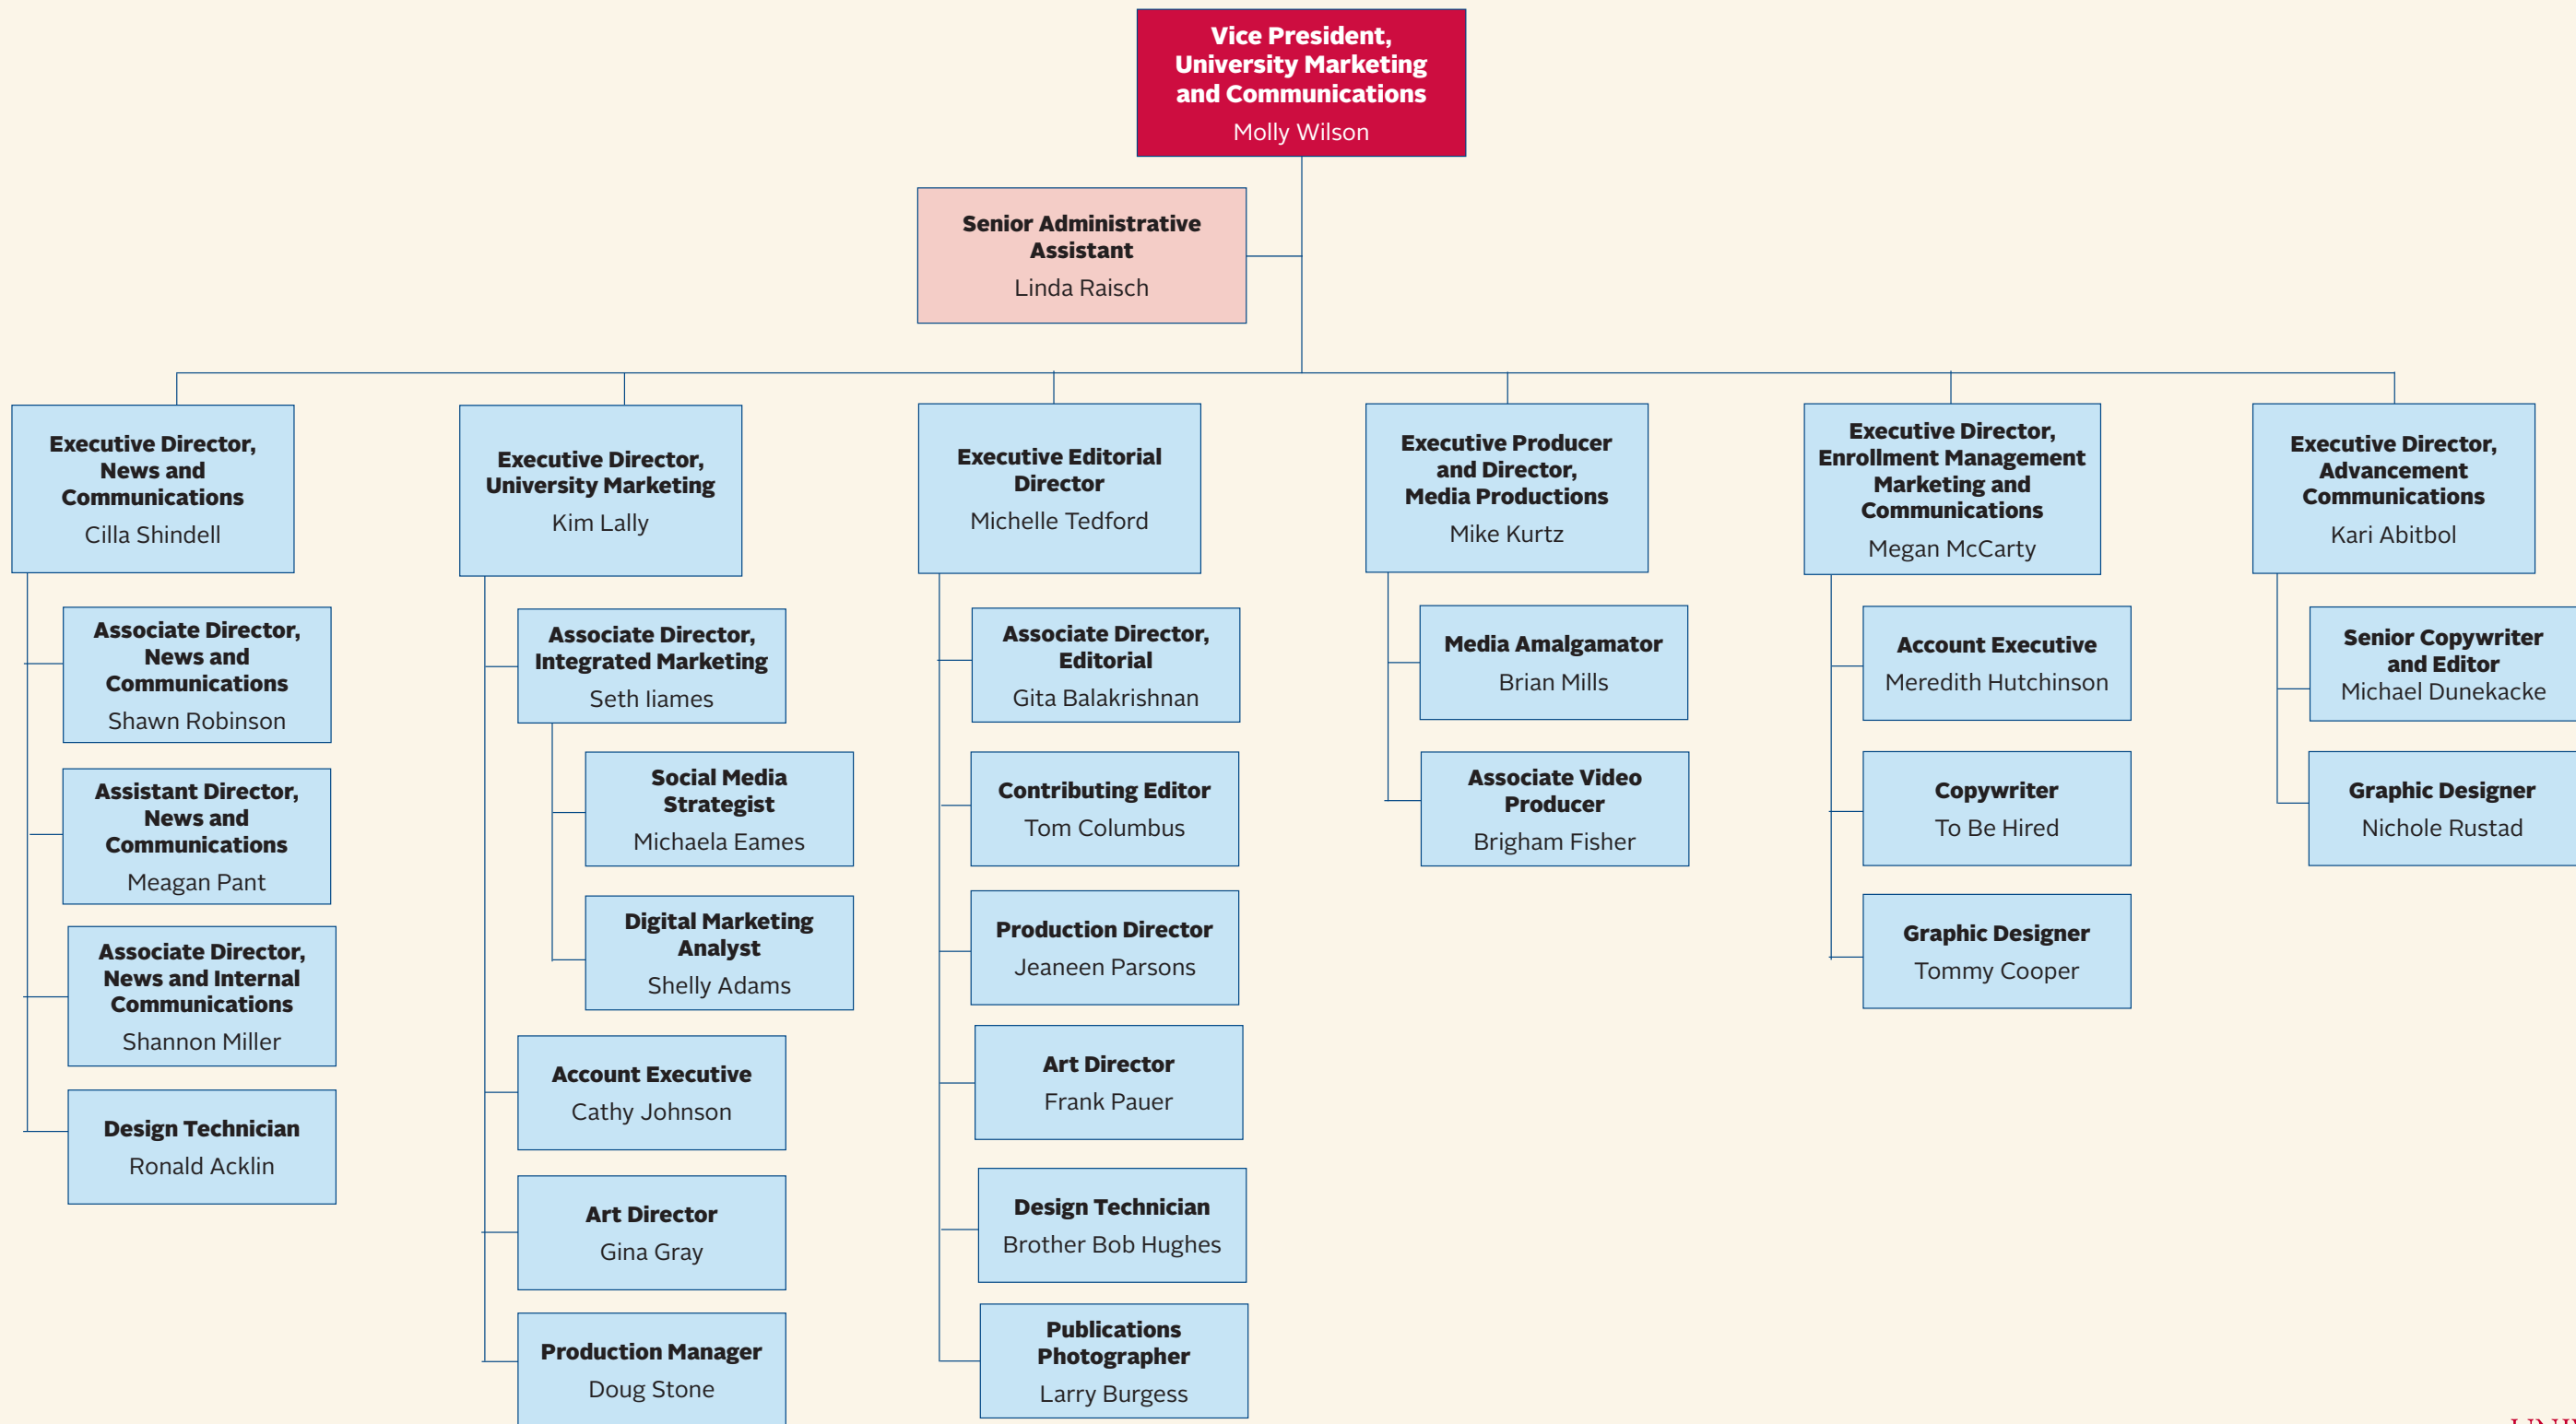 Vice President,
University Marketing
and Communications
Molly Wilson
Senior Administrative
Assistant
Linda Raisch
Executive Director,
News and
Communications
Cilla Shindell
Associate Director,
News and
Communications
Shawn Robinson
Assistant Director,
News and
Communications
Meagan Pant
Associate Director,
News and Internal
Communications
Shannon Miller
Design Technician
Ronald Acklin
Executive Director,
University Marketing
Kim Lally
Associate Director,
Integrated Marketing
Seth Iiames
Social Media
Strategist
Michaela Eames
Digital Marketing
Analyst
Shelly Adams
Account Executive
Cathy Johnson
Art Director
Gina Gray
Production Manager
Doug Stone
Executive Editorial
Director
Michelle Tedford
Associate Director,
Editorial
Gita Balakrishnan
Contributing Editor
Tom Columbus
Production Director
Jeaneen Parsons
Art Director
Frank Pauer
Design Technician
Brother Bob Hughes
Publications
Photographer
Larry Burgess
Executive Producer
and Director,
Media Productions
Mike Kurtz
Media Amalgamator
Brian Mills
Associate Video
Producer
Brigham Fisher
Executive Director,
Enrollment Management
Marketing and
Communications
Megan McCarty
Account Executive
Meredith Hutchinson
Copywriter
To Be Hired
Graphic Designer
Tommy Cooper
Executive Director,
Advancement
Communications
Kari Abitbol
Senior Copywriter
and Editor
Michael Dunekacke
Graphic Designer
Nichole Rustad